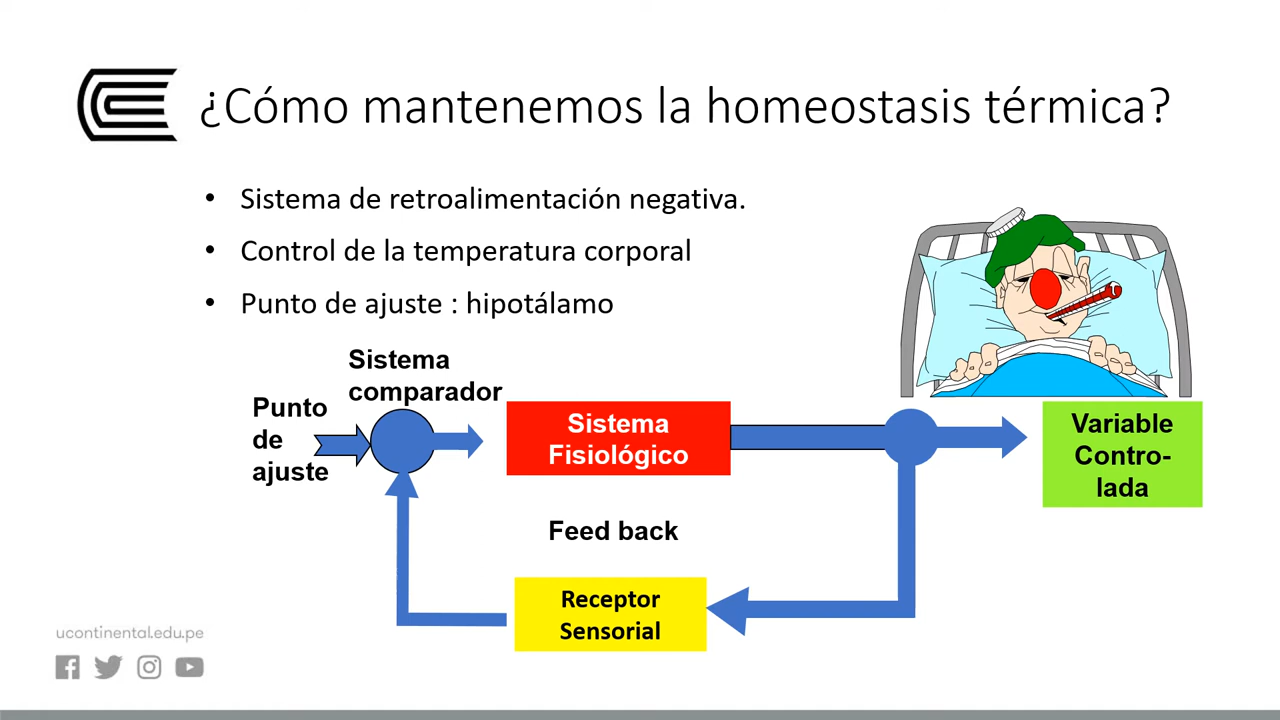 ¿Cómo mantenemos la homeostasis térmica?
• Sistema de retroalimentación negativa.
• Control de la temperatura corporal
• Punto de ajuste : hipotálamo
Sistema
comparador
Punto
de
ajuste
Sistema
Fisiológico
Variable
Contro-
lada
Feed back
Receptor
Sensorial
ucontinental.edu.pe